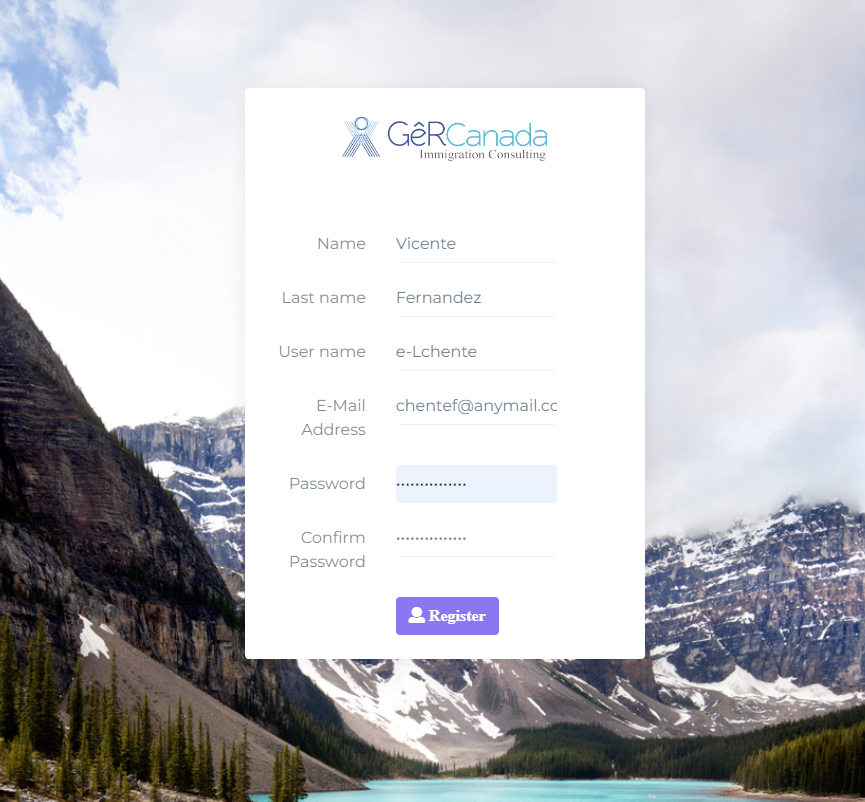 GêRCanada
Immigration Consulting
Name Vicente
Last name Fernandez
User name e-Lchente
E-Mail chentef@anymail.cc
Address
Password ···············
Confirm ···············
Password
Register